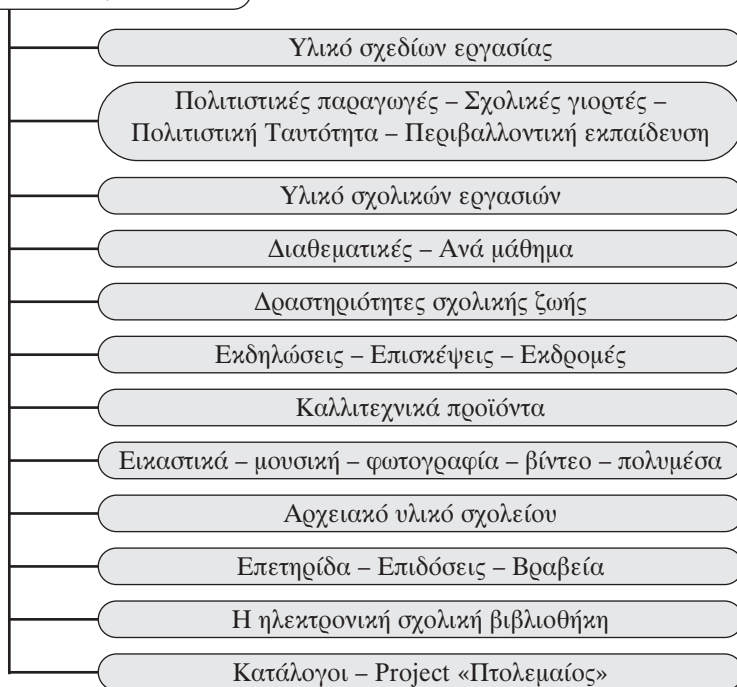 Υλικό σχεδίων εργασίας
Πολιτιστικές παραγωγές – Σχολικές γιορτές –
Πολιτιστική Ταυτότητα – Περιβαλλοντική εκπαίδευση
Υλικό σχολικών εργασιών
Διαθεματικές – Ανά μάθημα
Δραστηριότητες σχολικής ζωής
Εκδηλώσεις – Επισκέψεις – Εκδρομές
Καλλιτεχνικά προϊόντα
Εικαστικά – μουσική – φωτογραφία – βίντεο – πολυμέσα
Αρχειακό υλικό σχολείου
Επετηρίδα – Επιδόσεις – Βραβεία
Η ηλεκτρονική σχολική βιβλιοθήκη
Κατάλογοι – Project «Πτολεμαίος»